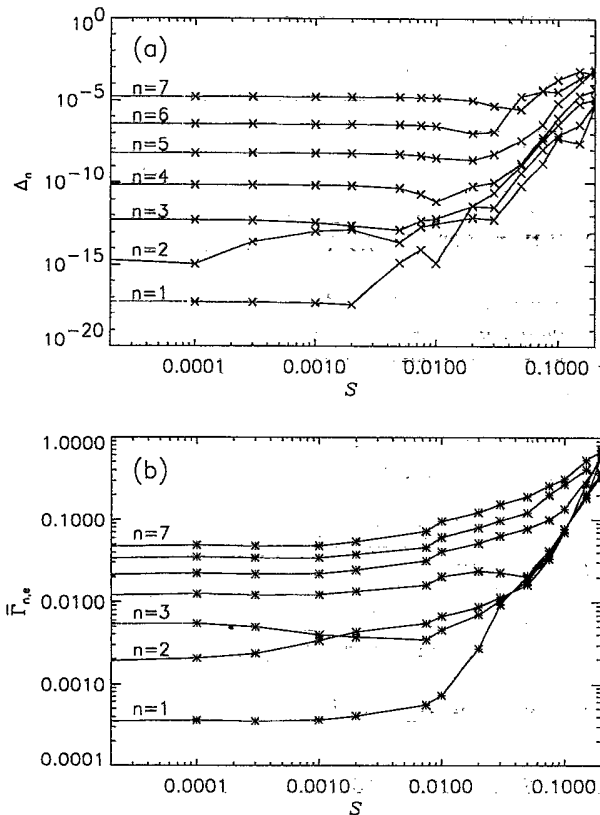 (a)
10⁰
10⁻⁵
10⁻¹⁰
10⁻¹⁵
10⁻²⁰
Δₙ
n=7
n=6
n=5
n=4
n=3
n=2
n=1
0.0001 0.0010 0.0100 0.1000
S
(b)
1.0000
0.1000
0.0100
0.0010
0.0001
Γ̄ₙ,ₑ
n=7
n=3
n=2
n=1
0.0001 0.0010 0.0100 0.1000
S